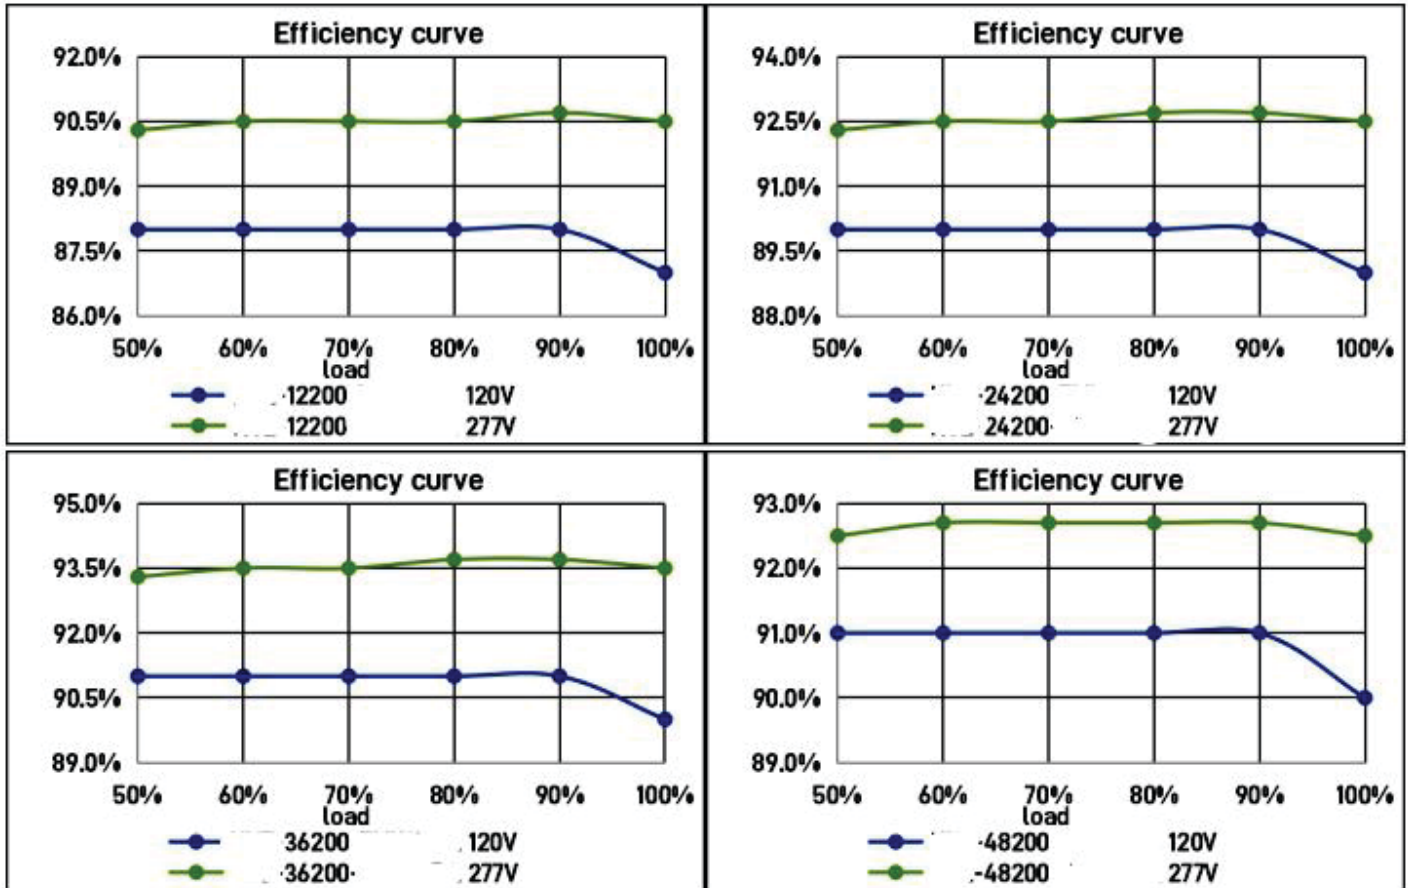 Efficiency curve
92.0%
90.5%
89.0%
87.5%
86.0%
50% 60% 70% 80% 90% 100%
load
-12200 120V
12200 277V
Efficiency curve
94.0%
92.5%
91.0%
89.5%
88.0%
50% 60% 70% 80% 90% 100%
load
-24200 120V
24200 277V
Efficiency curve
95.0%
93.5%
92.0%
90.5%
89.0%
50% 60% 70% 80% 90% 100%
load
36200 120V
-36200- 277V
Efficiency curve
93.0%
92.0%
91.0%
90.0%
89.0%
50% 60% 70% 80% 90% 100%
load
-48200 120V
-48200 277V